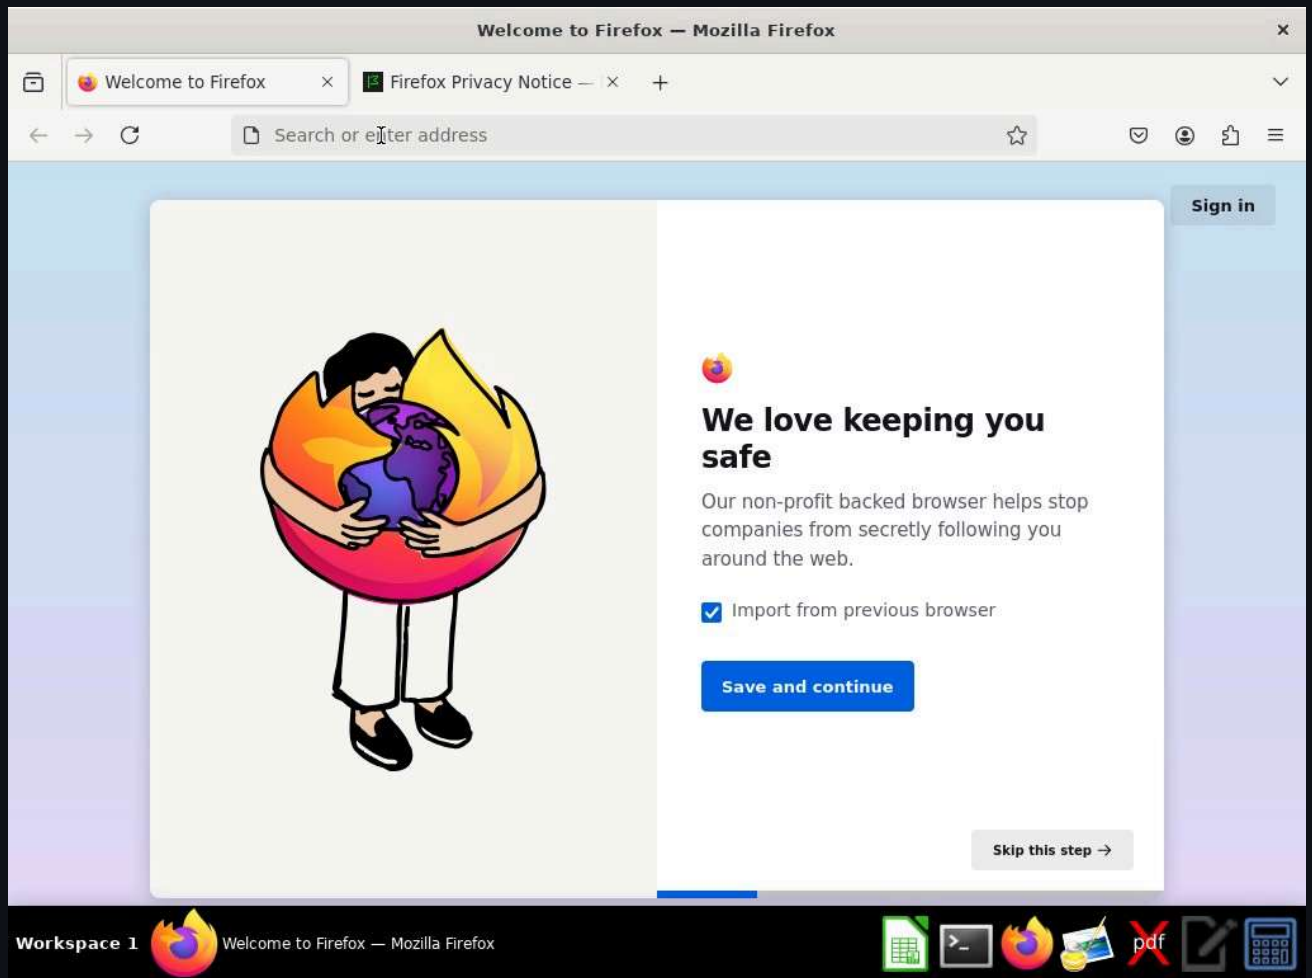 Welcome to Firefox — Mozilla Firefox
Welcome to Firefox
Firefox Privacy Notice —
Search or enter address
Sign in
We love keeping you
safe
Our non-profit backed browser helps stop
companies from secretly following you
around the web.
Import from previous browser
Save and continue
Skip this step →
Workspace 1
Welcome to Firefox — Mozilla Firefox
pdf